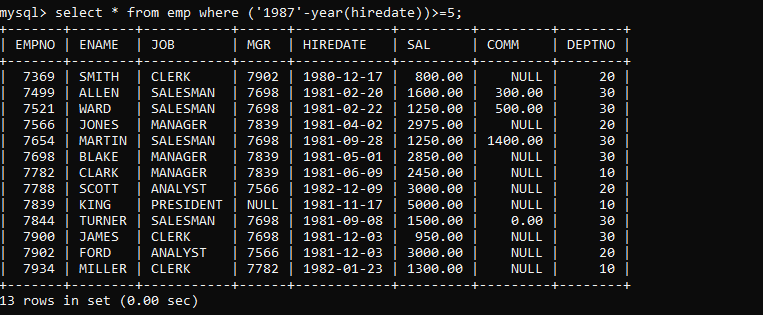 mysql> select * from emp where ('1987'-year(hiredate))>=5;
+-------+--------+-----------+------+------------+---------+---------+--------+
| EMPNO | ENAME  | JOB       | MGR  | HIREDATE   | SAL     | COMM    | DEPTNO |
+-------+--------+-----------+------+------------+---------+---------+--------+
|  7369 | SMITH  | CLERK     | 7902 | 1980-12-17 |  800.00 |    NULL |     20 |
|  7499 | ALLEN  | SALESMAN  | 7698 | 1981-02-20 | 1600.00 |  300.00 |     30 |
|  7521 | WARD   | SALESMAN  | 7698 | 1981-02-22 | 1250.00 |  500.00 |     30 |
|  7566 | JONES  | MANAGER   | 7839 | 1981-04-02 | 2975.00 |    NULL |     20 |
|  7654 | MARTIN | SALESMAN  | 7698 | 1981-09-28 | 1250.00 | 1400.00 |     30 |
|  7698 | BLAKE  | MANAGER   | 7839 | 1981-05-01 | 2850.00 |    NULL |     30 |
|  7782 | CLARK  | MANAGER   | 7839 | 1981-06-09 | 2450.00 |    NULL |     10 |
|  7788 | SCOTT  | ANALYST   | 7566 | 1982-12-09 | 3000.00 |    NULL |     20 |
|  7839 | KING   | PRESIDENT | NULL | 1981-11-17 | 5000.00 |    NULL |     10 |
|  7844 | TURNER | SALESMAN  | 7698 | 1981-09-08 | 1500.00 |    0.00 |     30 |
|  7900 | JAMES  | CLERK     | 7698 | 1981-12-03 |  950.00 |    NULL |     30 |
|  7902 | FORD   | ANALYST   | 7566 | 1981-12-03 | 3000.00 |    NULL |     20 |
|  7934 | MILLER | CLERK     | 7782 | 1982-01-23 | 1300.00 |    NULL |     10 |
+-------+--------+-----------+------+------------+---------+---------+--------+
13 rows in set (0.00 sec)